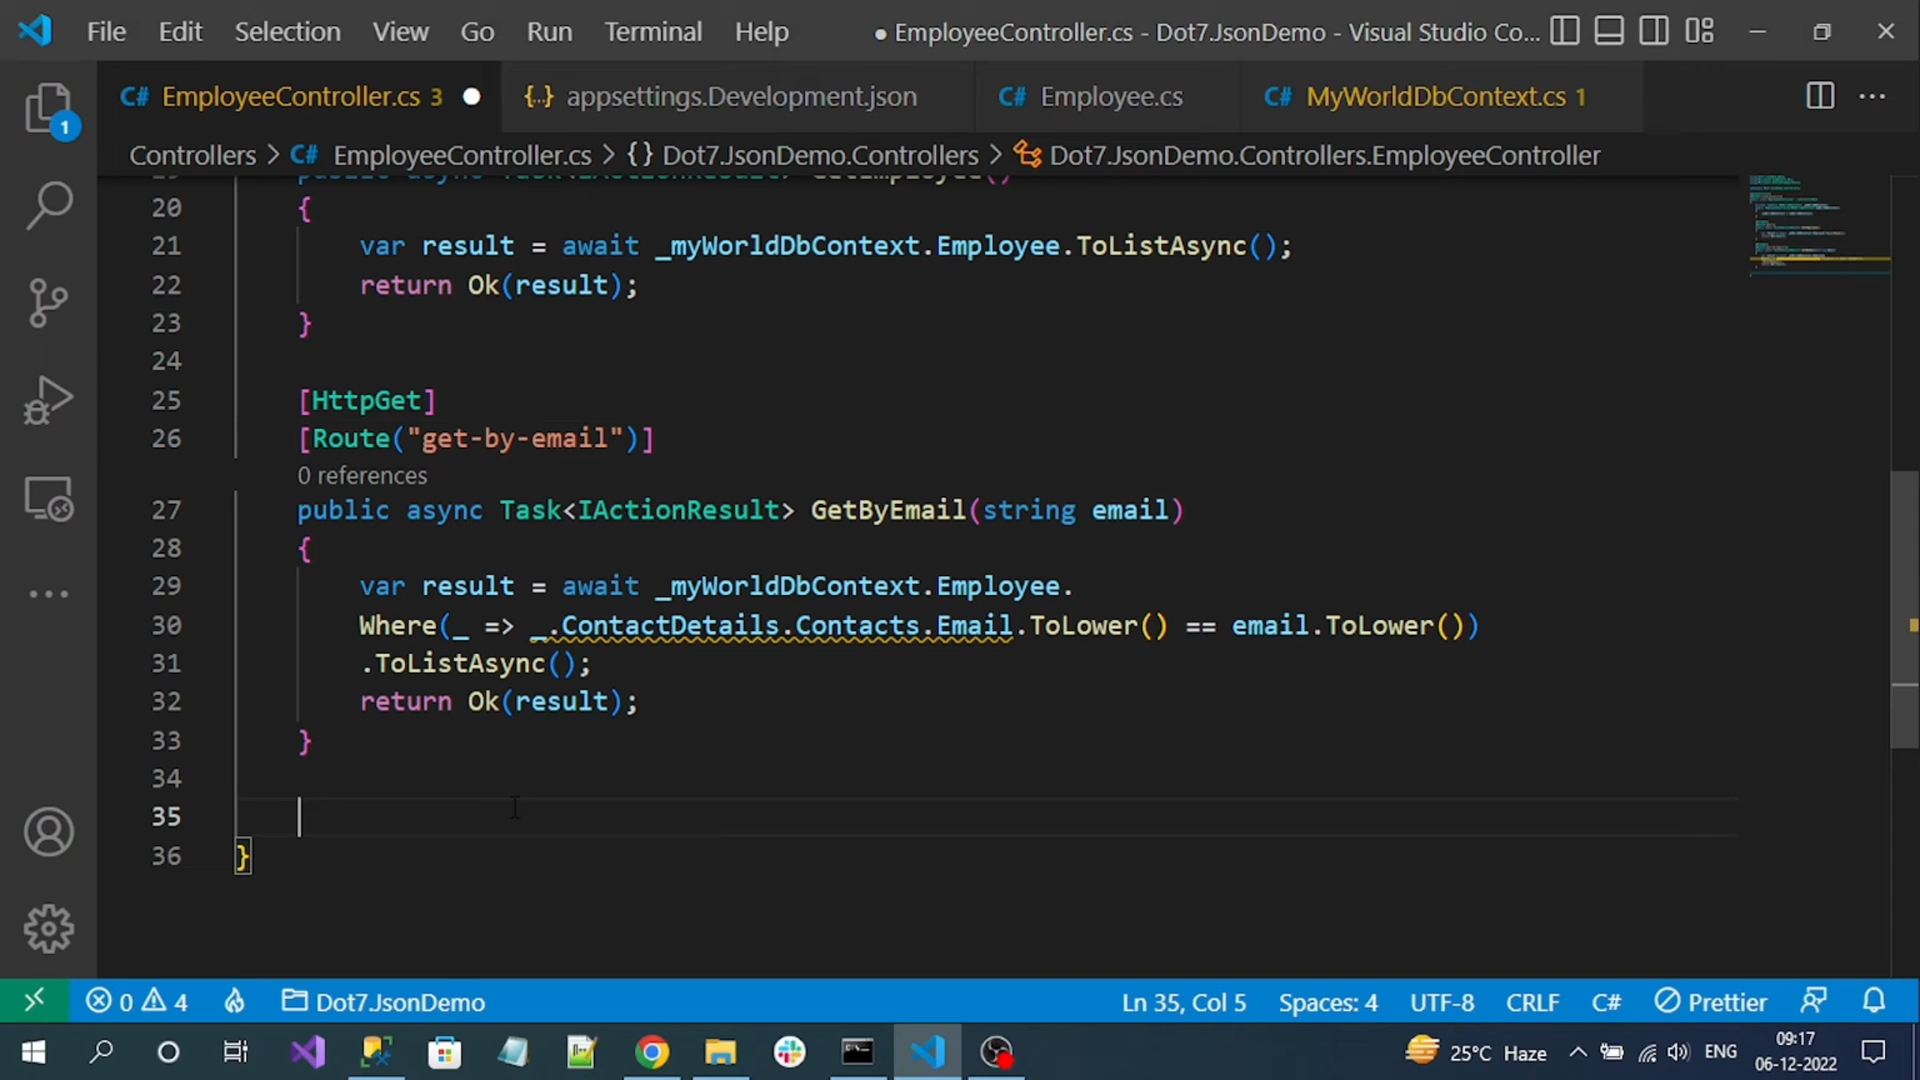 File Edit Selection View Go Run Terminal Help ● EmployeeController.cs - Dot7.JsonDemo - Visual Studio Co...
C# EmployeeController.cs 3 ● {..} appsettings.Development.json C# Employee.cs C# MyWorldDbContext.cs 1 ...
1
Controllers > C# EmployeeController.cs > {} Dot7.JsonDemo.Controllers > Dot7.JsonDemo.Controllers.EmployeeController
20 {
21 var result = await _myWorldDbContext.Employee.ToListAsync();
22 return Ok(result);
23 }
24
25 [HttpGet]
26 [Route("get-by-email")]
0 references
27 public async Task<IActionResult> GetByEmail(string email)
28 {
29 var result = await _myWorldDbContext.Employee.
30 Where(_ => _.ContactDetails.Contacts.Email.ToLower() == email.ToLower())
31 .ToListAsync();
32 return Ok(result);
33 }
34
35
36 }
0 4 Dot7.JsonDemo Ln 35, Col 5 Spaces: 4 UTF-8 CRLF C# Prettier
25°C Haze ENG 09:17
06-12-2022